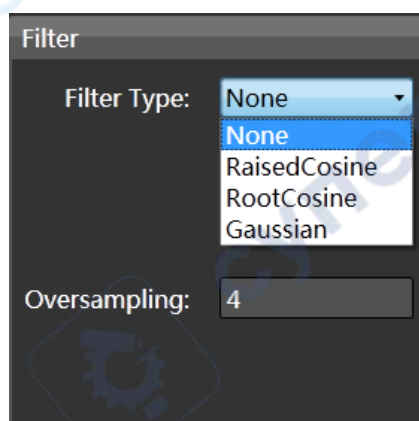 Filter
Filter Type: None
None
RaisedCosine
RootCosine
Gaussian
Oversampling: 4